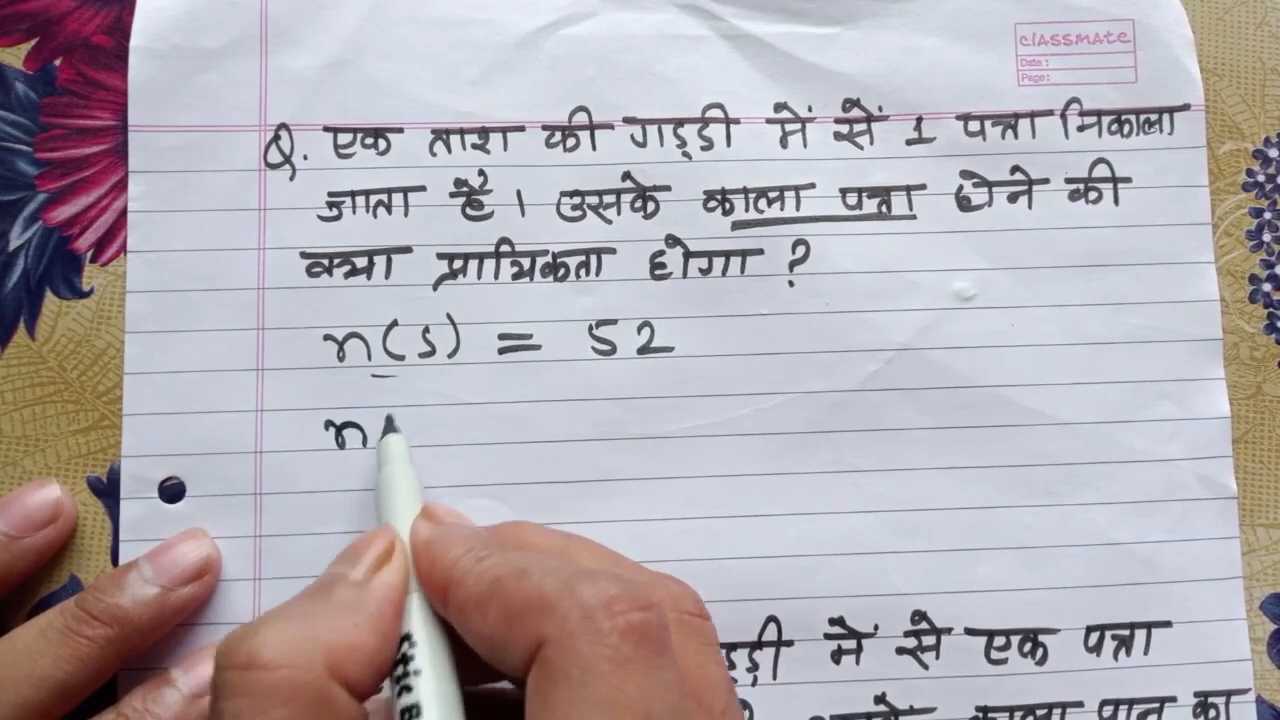 CLASSMATE
Date :
Page:
Q. एक ताश की गड्डी में सें 1 पत्ता निकाला
जाता है। उसके काला पत्ता होने की
क्या प्रायिकता होगा ?
n(S) = 52
n
में से एक पत्ता
काला पान का